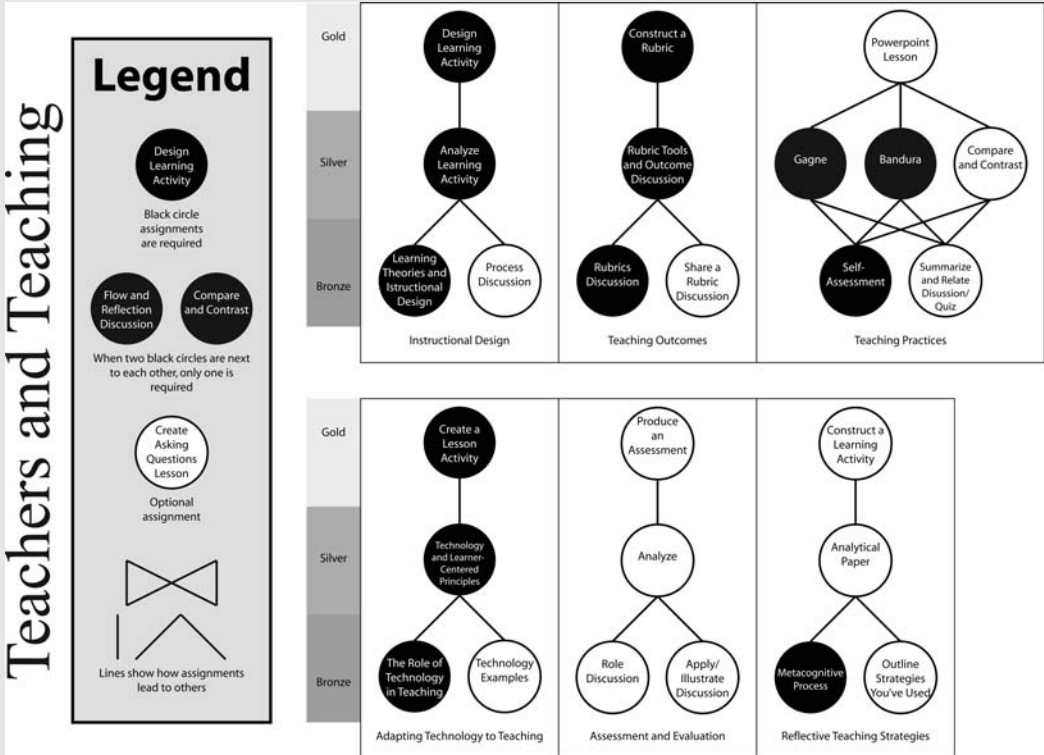 Teachers and Teaching
Legend
Design
Learning
Activity
Black circle
assignments
are required
Flow and
Reflection
Discussion
Compare
and Contrast
When two black circles are next
to each other, only one is
required
Create
Asking
Questions
Lesson
Optional
assignment
Lines show how assignments
lead to others
Gold
Silver
Bronze
Design
Learning
Activity
Analyze
Learning
Activity
Learning
Theories and
Istructional
Design
Process
Discussion
Instructional Design
Construct a
Rubric
Rubric Tools
and Outcome
Discussion
Rubrics
Discussion
Share a
Rubric
Discussion
Teaching Outcomes
Powerpoint
Lesson
Gagne
Bandura
Compare
and Contrast
Self-
Assessment
Summarize
and Relate
Disussion/
Quiz
Teaching Practices
Gold
Silver
Bronze
Create a
Lesson
Activity
Technology
and Learner-
Centered
Principles
The Role of
Technology
in Teaching
Technology
Examples
Adapting Technology to Teaching
Produce
an
Assessment
Analyze
Role
Discussion
Apply/
Illustrate
Discussion
Assessment and Evaluation
Construct a
Learning
Activity
Analytical
Paper
Metacognitive
Process
Outline
Strategies
You've Used
Reflective Teaching Strategies